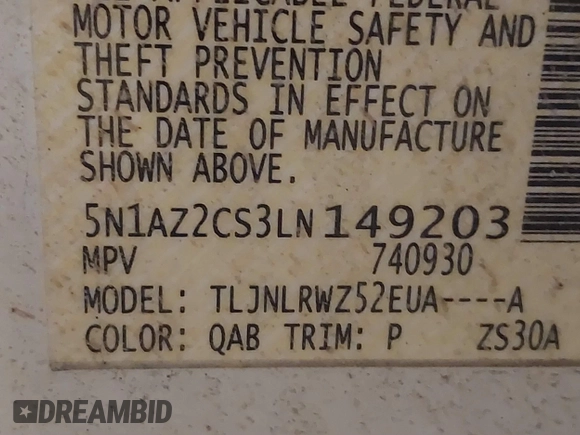 MOTOR VEHICLE SAFETY AND
THEFT PREVENTION
STANDARDS IN EFFECT ON
THE DATE OF MANUFACTURE
SHOWN ABOVE.
5N1AZ2CS3LN149203
MPV 740930
MODEL: TLJNLRWZ52EUA----A
COLOR: QAB TRIM: P ZS30A
DREAMBID